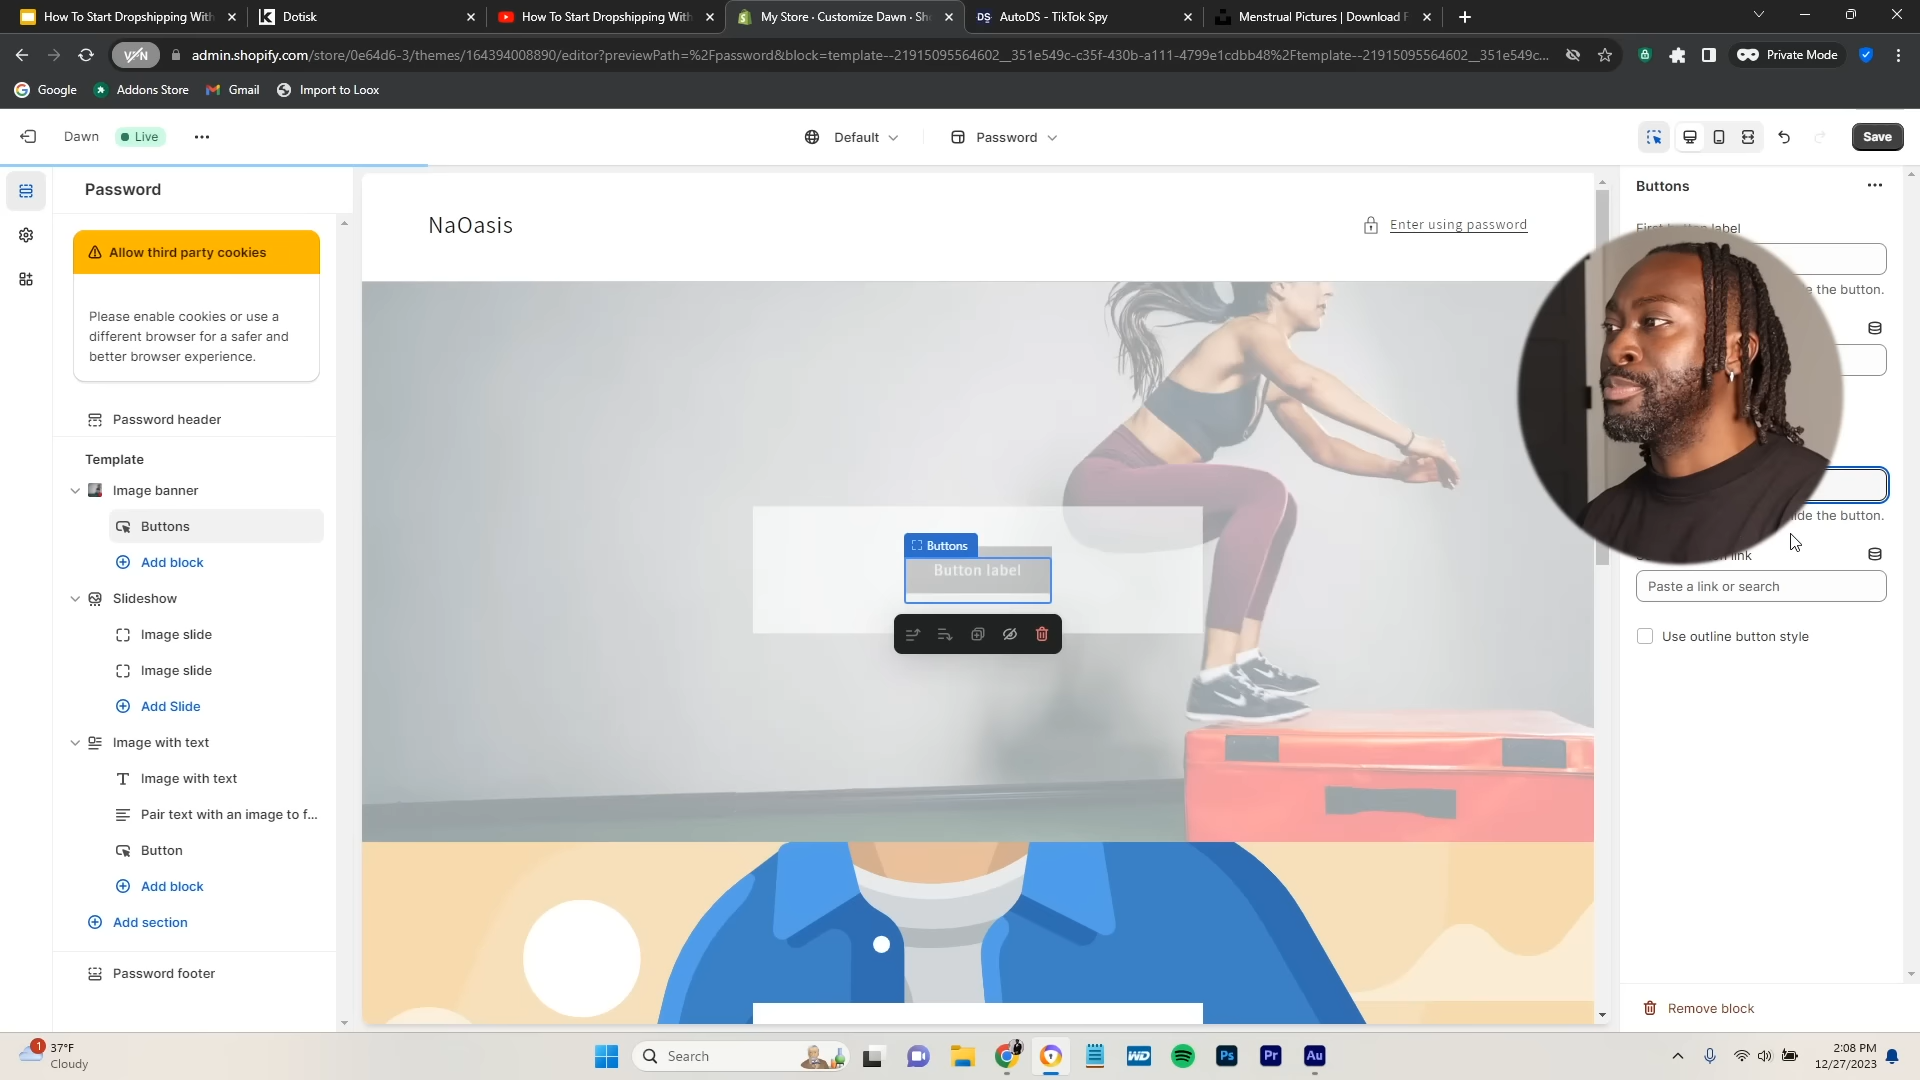 How To Start Dropshipping With
Dotisk
How To Start Dropshipping With
My Store · Customize Dawn · Sh
DS
AutoDS - TikTok Spy
Menstrual Pictures | Download F
VPN
admin.shopify.com/store/0e64d6-3/themes/164394008890/editor?previewPath=%2Fpassword&block=template--21915095564602__351e549c-c35f-430b-a111-4799e1cdbb48%2Ftemplate--21915095564602__351e549c...
Private Mode
Google
Addons Store
Gmail
Import to Loox
Dawn
Live
Default
Password
Save
Password
Allow third party cookies
Please enable cookies or use a
different browser for a safer and
better browser experience.
Password header
Template
Image banner
Buttons
Add block
Slideshow
Image slide
Image slide
Add Slide
Image with text
Image with text
Pair text with an image to f...
Button
Add block
Add section
Password footer
NaOasis
Enter using password
Buttons
Button label
Buttons
First button label
the button.
the button.
link
Paste a link or search
Use outline button style
Remove block
1
37°F
Cloudy
Search
WD
Ps
Pr
Au
2:08 PM
12/27/2023